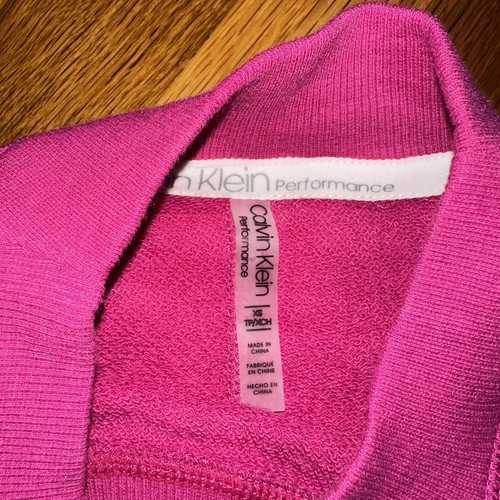 n Klein Performance
Calvin Klein
Performance
XS
TP/XCH
MADE IN
CHINA
FABRIQUÉ
EN CHINE
HECHO EN
CHINA